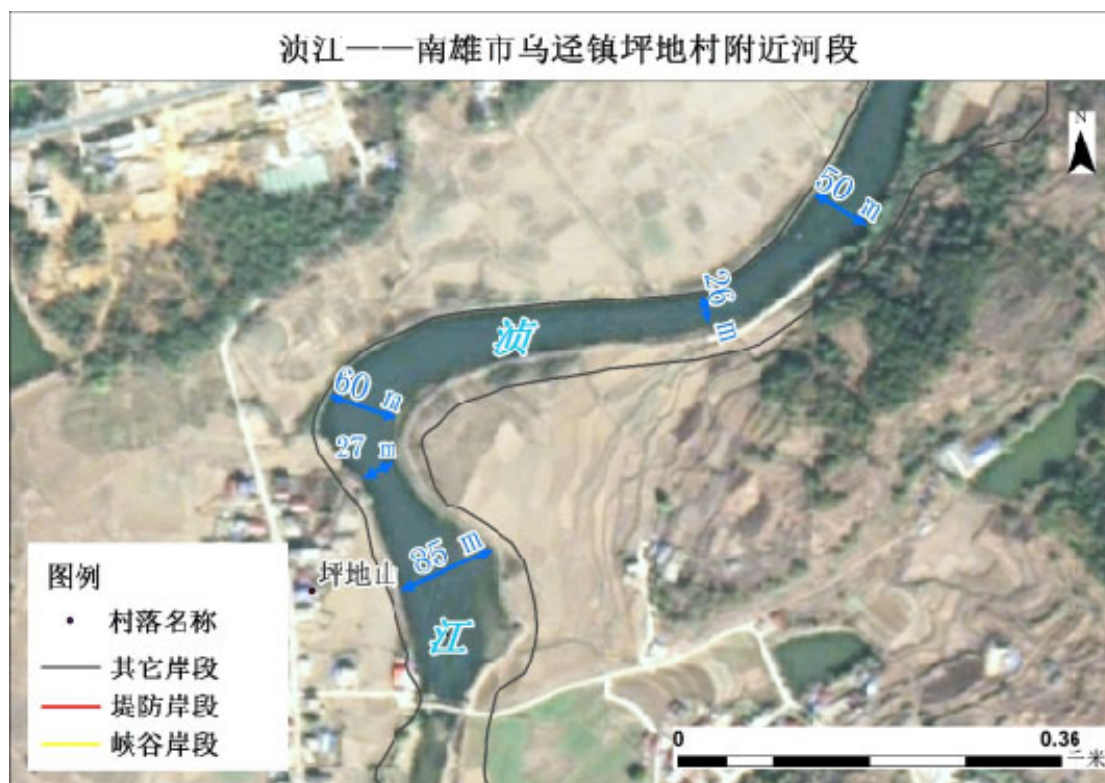 浈江——南雄市乌迳镇坪地村附近河段
N
50 m
26 m
浈
60 m
27 m
85 m
坪地山
江
图例
村落名称
其它岸段
堤防岸段
峡谷岸段
0 0.36
千米